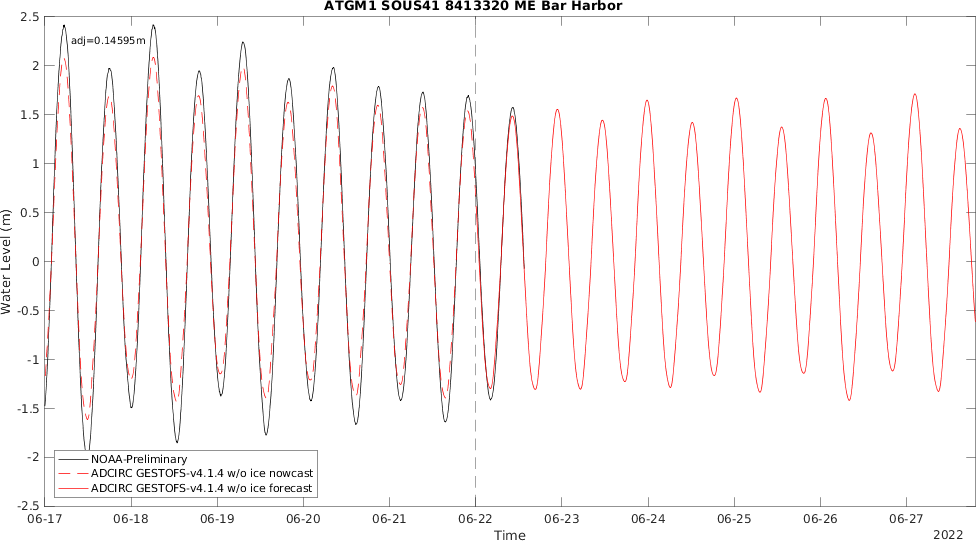 ATGM1 SOUS41 8413320 ME Bar Harbor
2.5
adj=0.14595m
2
1.5
1
0.5
0
-0.5
-1
-1.5
-2
-2.5
Water Level (m)
NOAA-Preliminary
ADCIRC GESTOFS-v4.1.4 w/o ice nowcast
ADCIRC GESTOFS-v4.1.4 w/o ice forecast
06-17 06-18 06-19 06-20 06-21 06-22 06-23 06-24 06-25 06-26 06-27
Time
2022